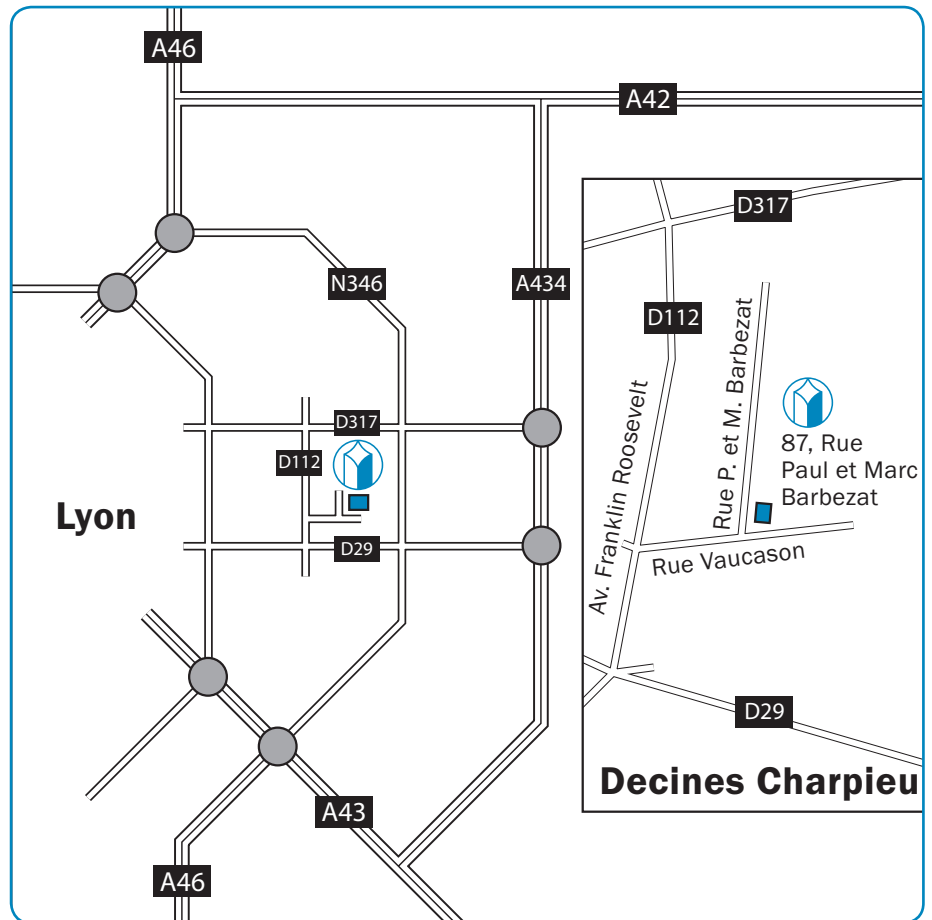 A46
A42
N346
A434
D317
D112
D29
Lyon
A43
A46
D317
D112
Rue P. et M. Barbezat
Av. Franklin Roosevelt
87, Rue
Paul et Marc
Barbezat
Rue Vaucason
D29
Decines Charpieu